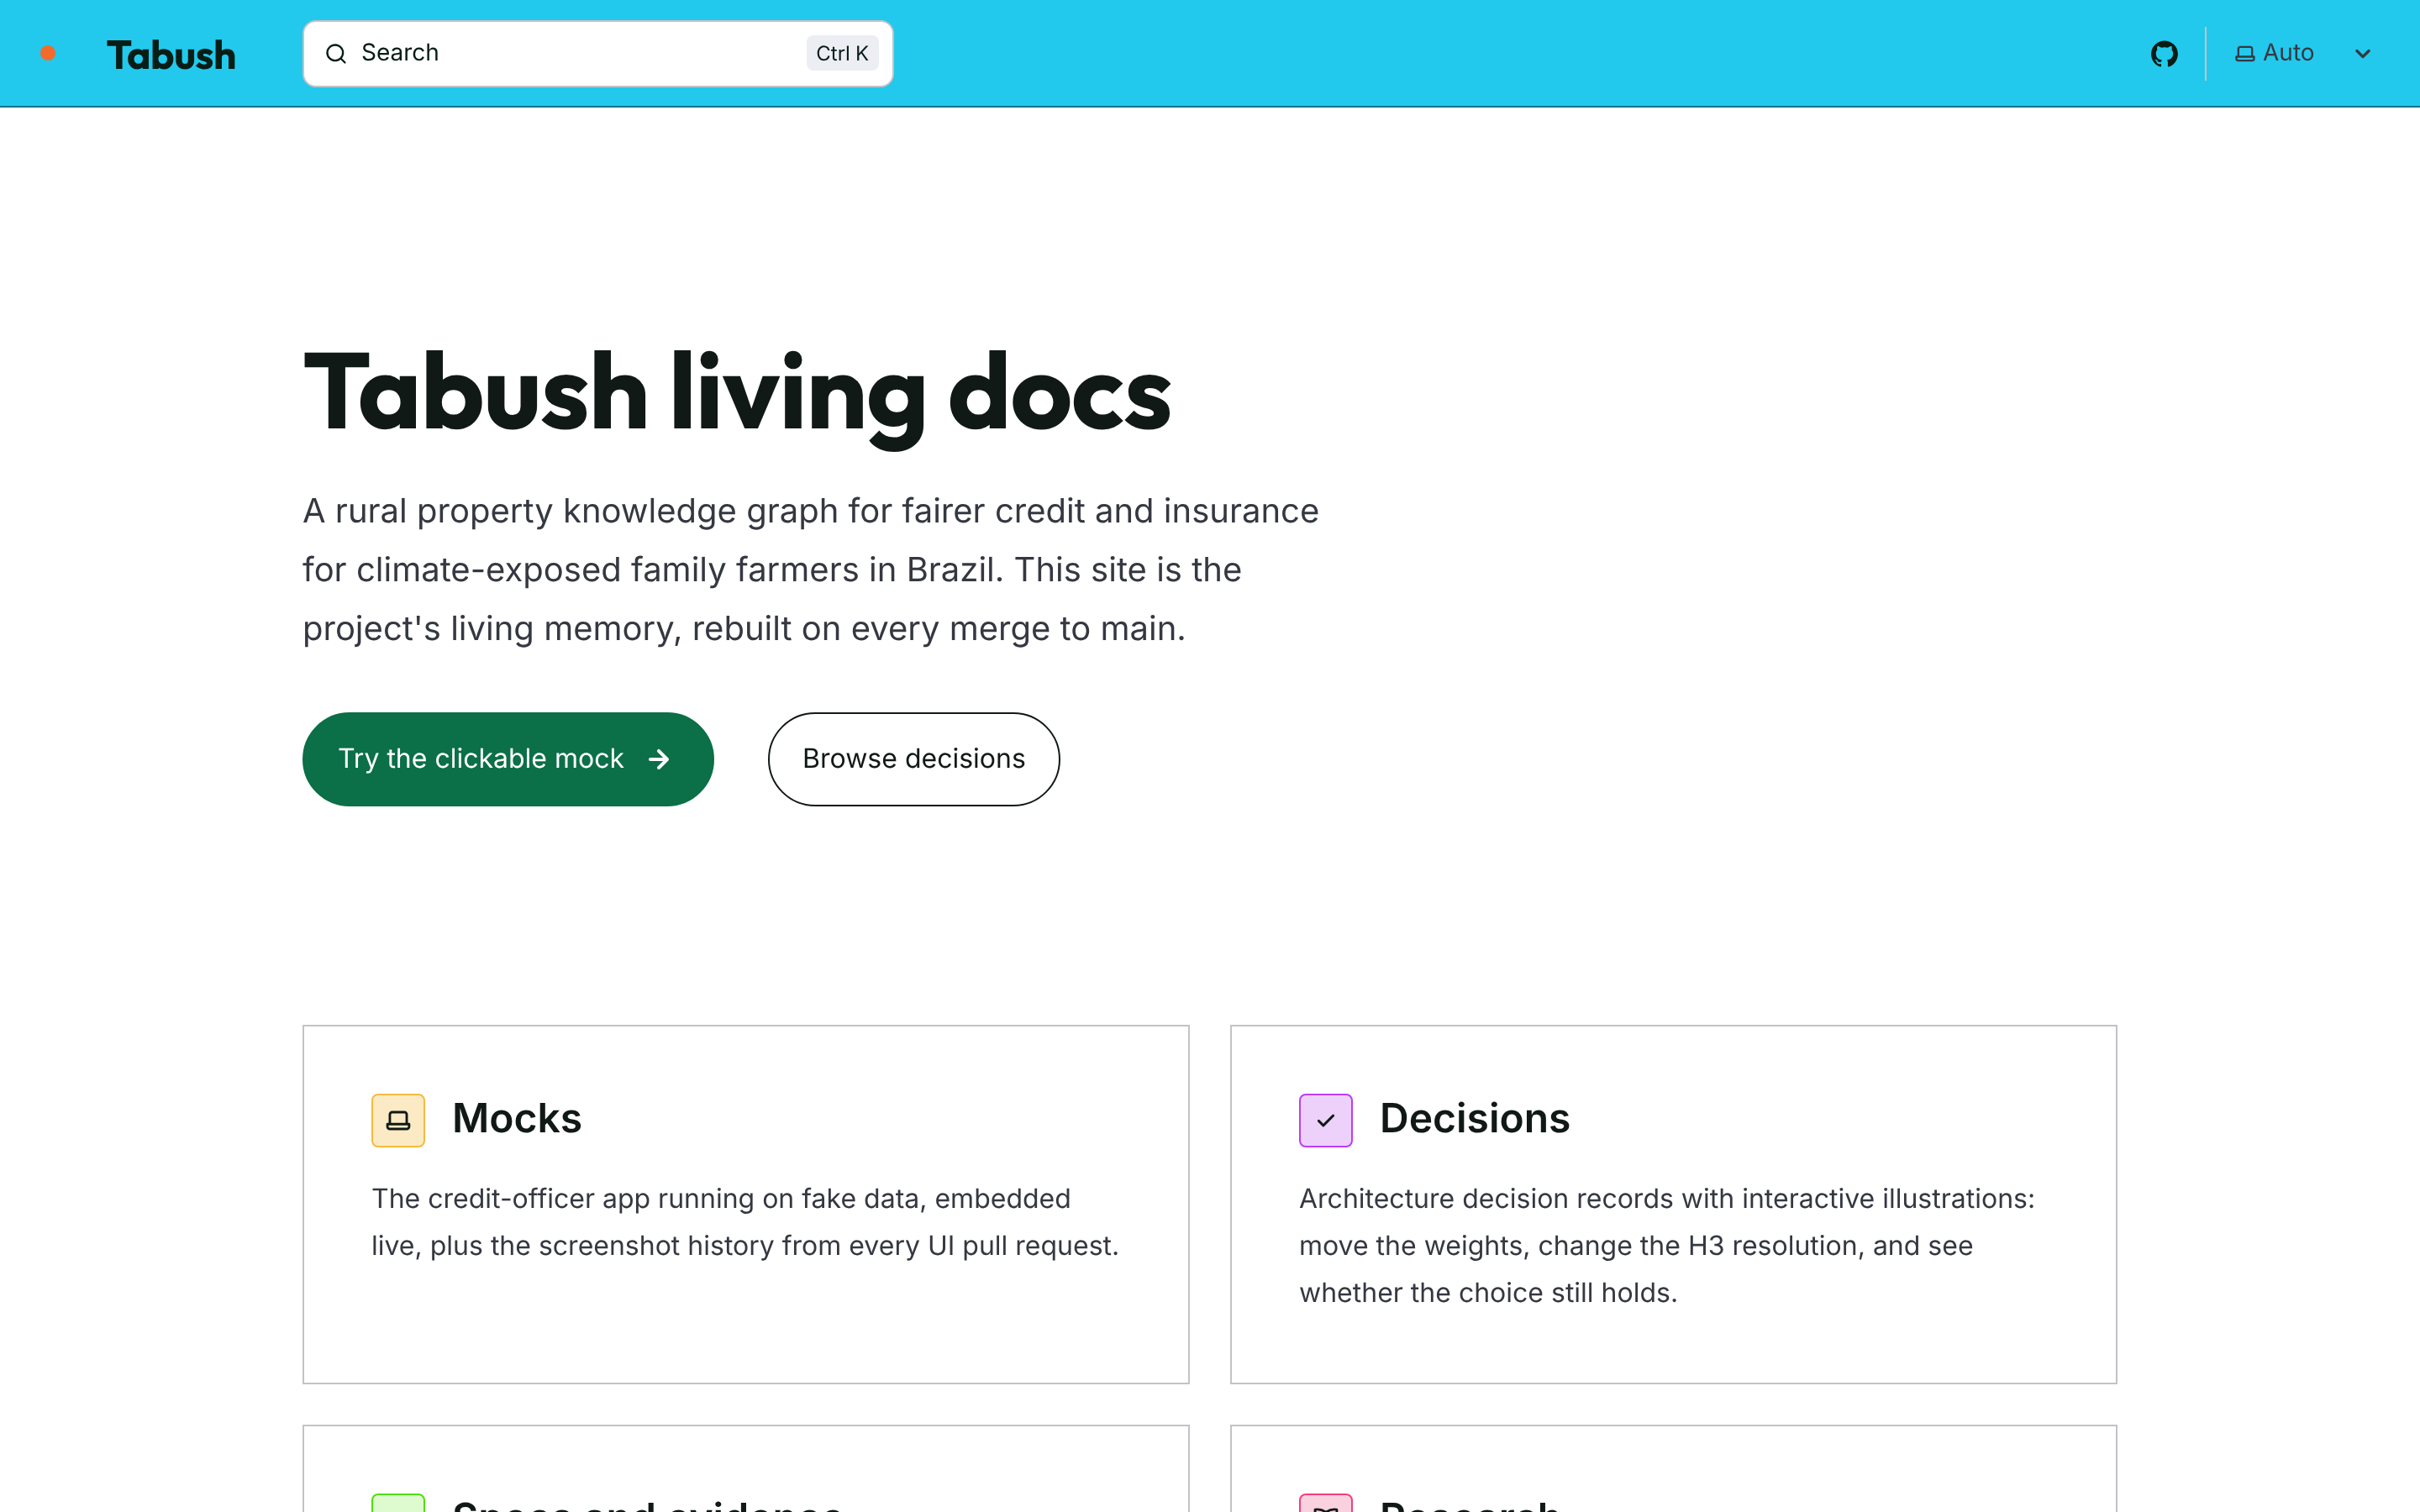 Tabush
Search
Ctrl K
Auto
Tabush living docs
A rural property knowledge graph for fairer credit and insurance
for climate-exposed family farmers in Brazil. This site is the
project's living memory, rebuilt on every merge to main.
Try the clickable mock
Browse decisions
Mocks
The credit-officer app running on fake data, embedded
live, plus the screenshot history from every UI pull request.
Decisions
Architecture decision records with interactive illustrations:
move the weights, change the H3 resolution, and see
whether the choice still holds.
Specs and evidence
Research